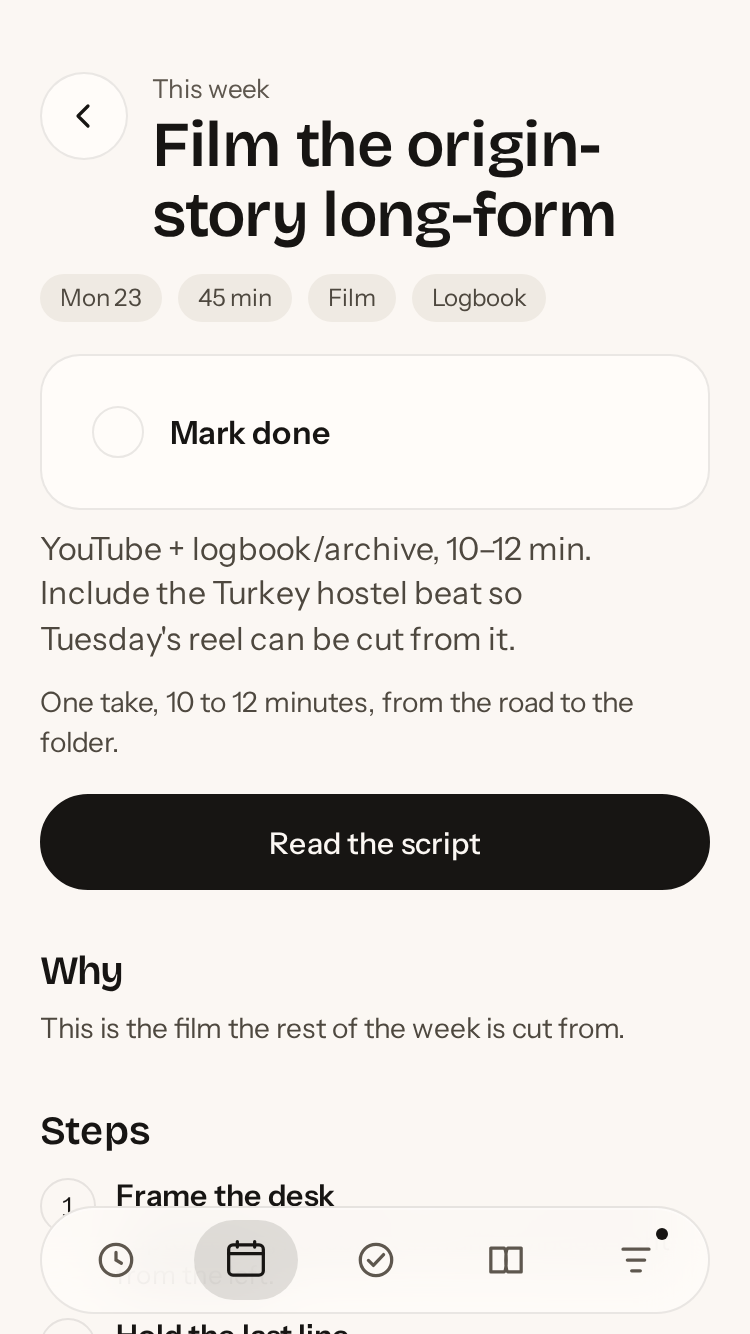 This week
Film the origin-
story long-form
Mon 23
45 min
Film
Logbook
Mark done
YouTube + logbook/archive, 10–12 min.
Include the Turkey hostel beat so
Tuesday's reel can be cut from it.
One take, 10 to 12 minutes, from the road to the
folder.
Read the script
Why
This is the film the rest of the week is cut from.
Steps
1
Frame the desk
from the left.
Hold the last line